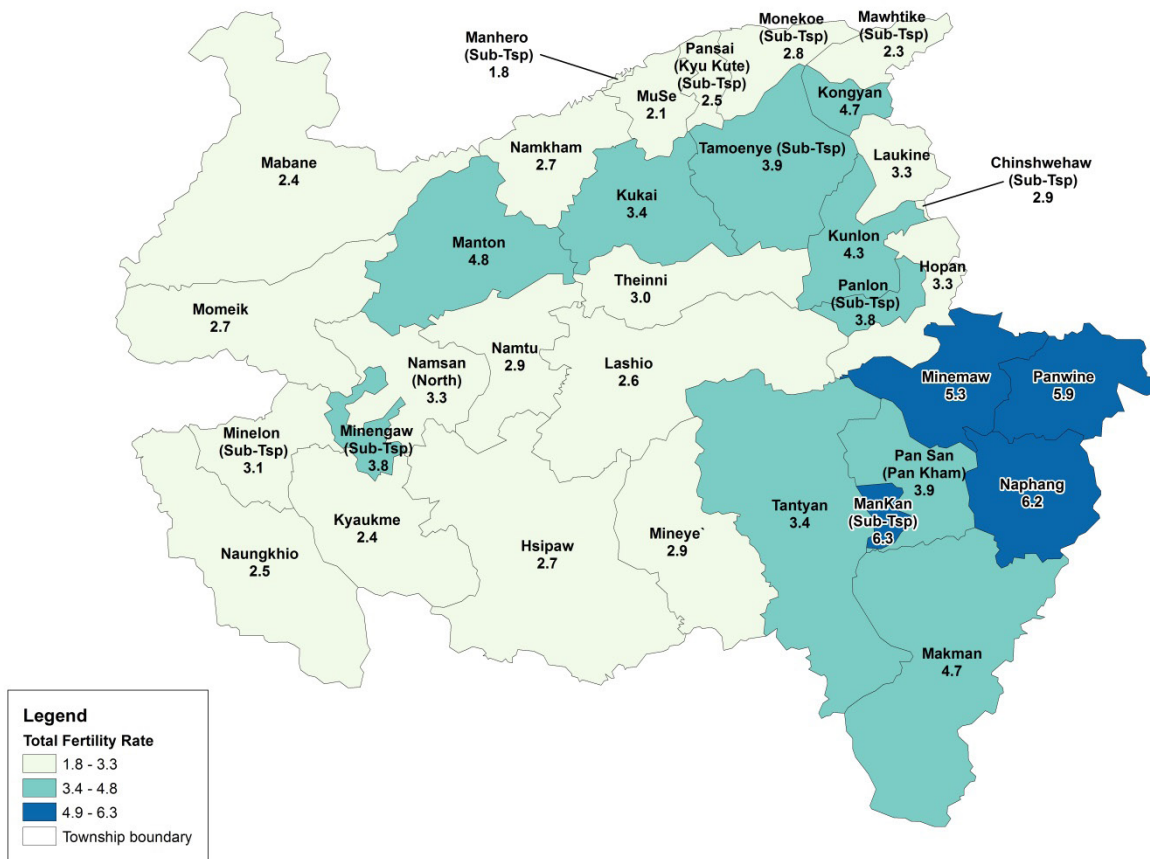 Monekoe
(Sub-Tsp)
2.8
Mawhtike
(Sub-Tsp)
2.3
Manhero
(Sub-Tsp)
1.8
Pansai
(Kyu Kute)
(Sub-Tsp)
2.5
MuSe
2.1
Kongyan
4.7
Namkham
2.7
Tamoenye (Sub-Tsp)
3.9
Laukine
3.3
Chinshwehaw
(Sub-Tsp)
2.9
Mabane
2.4
Kukai
3.4
Manton
4.8
Kunlon
4.3
Hopan
3.3
Theinni
3.0
Panlon
(Sub-Tsp)
3.8
Momeik
2.7
Namtu
2.9
Namsan
(North)
3.3
Lashio
2.6
Minemaw
5.3
Panwine
5.9
Minelon
(Sub-Tsp)
3.1
Minengaw
(Sub-Tsp)
3.8
Pan San
(Pan Kham)
3.9
Naphang
6.2
ManKan
(Sub-Tsp)
6.3
Tantyan
3.4
Kyaukme
2.4
Mineye`
2.9
Hsipaw
2.7
Naungkhio
2.5
Makman
4.7
Legend
Total Fertility Rate
1.8 - 3.3
3.4 - 4.8
4.9 - 6.3
Township boundary